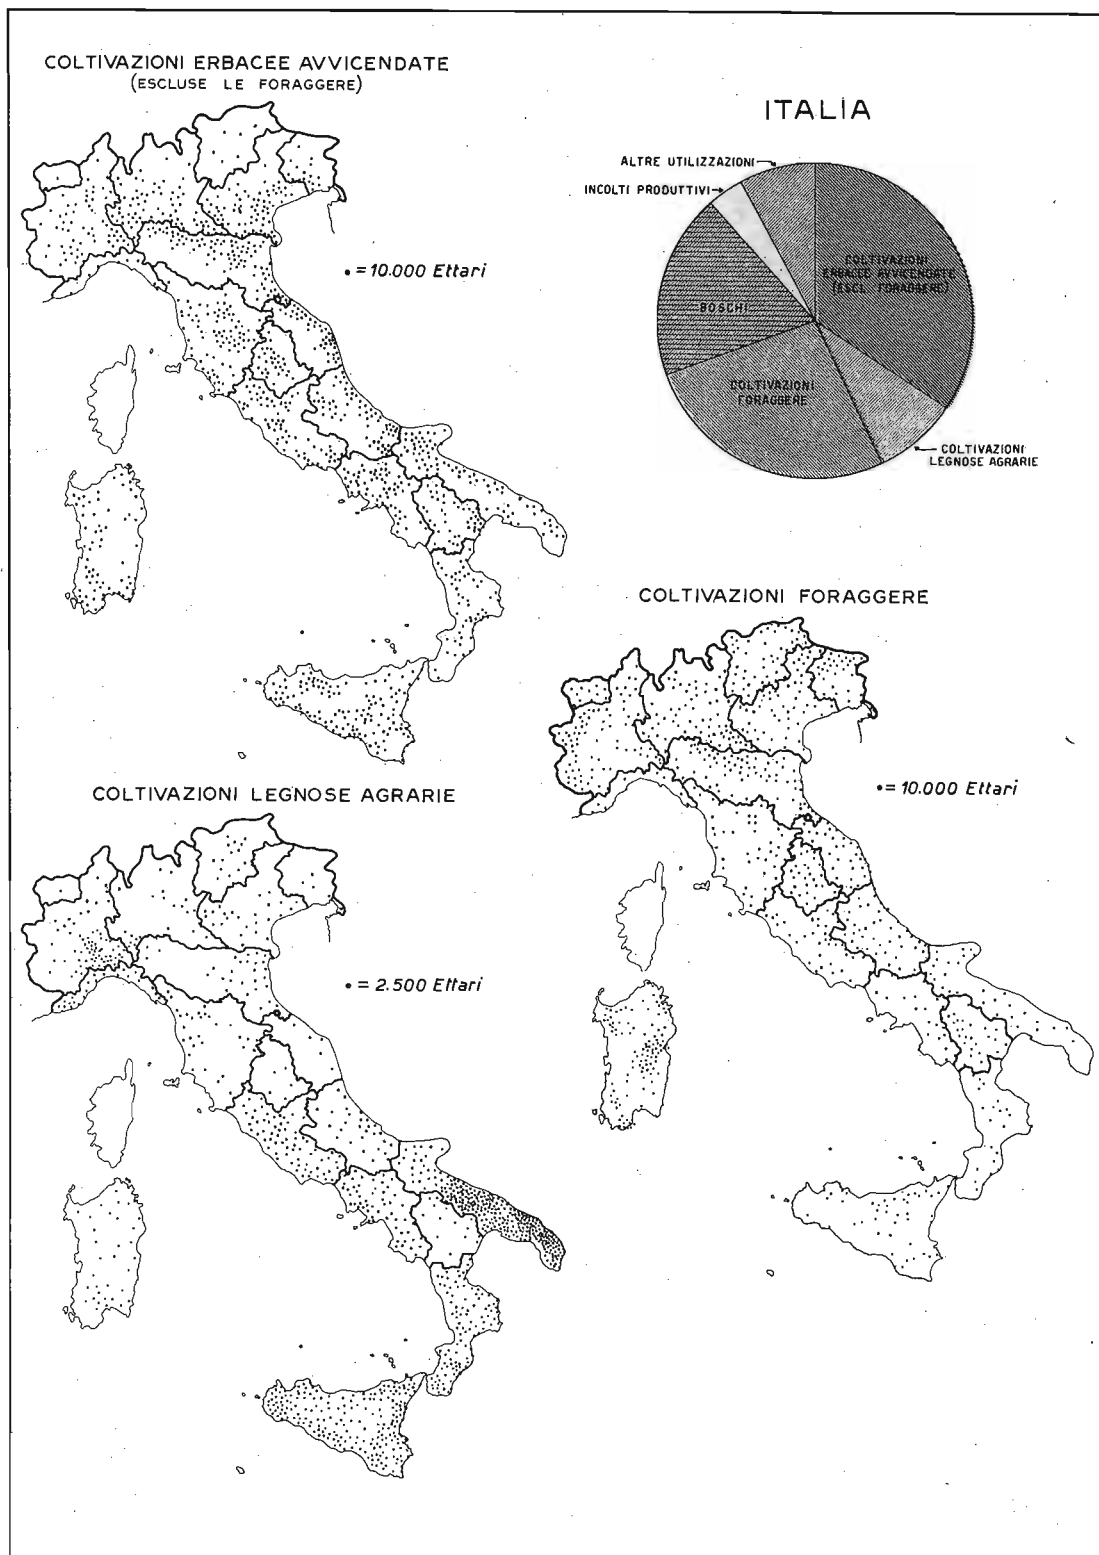 COLTIVAZIONI ERBACEE AVVICENDATE
(ESCLUSE LE FORAGGERE)
• = 10.000 Ettari
ITALIA
ALTRE UTILIZZAZIONI
INCOLTI PRODUTTIVI
COLTIVAZIONI
ERBACEE AVVICENDATE
(ESCL. FORAGGERE)
BOSCHI
COLTIVAZIONI
FORAGGERE
COLTIVAZIONI
LEGNOSE AGRARIE
COLTIVAZIONI FORAGGERE
• = 10.000 Ettari
COLTIVAZIONI LEGNOSE AGRARIE
• = 2.500 Ettari